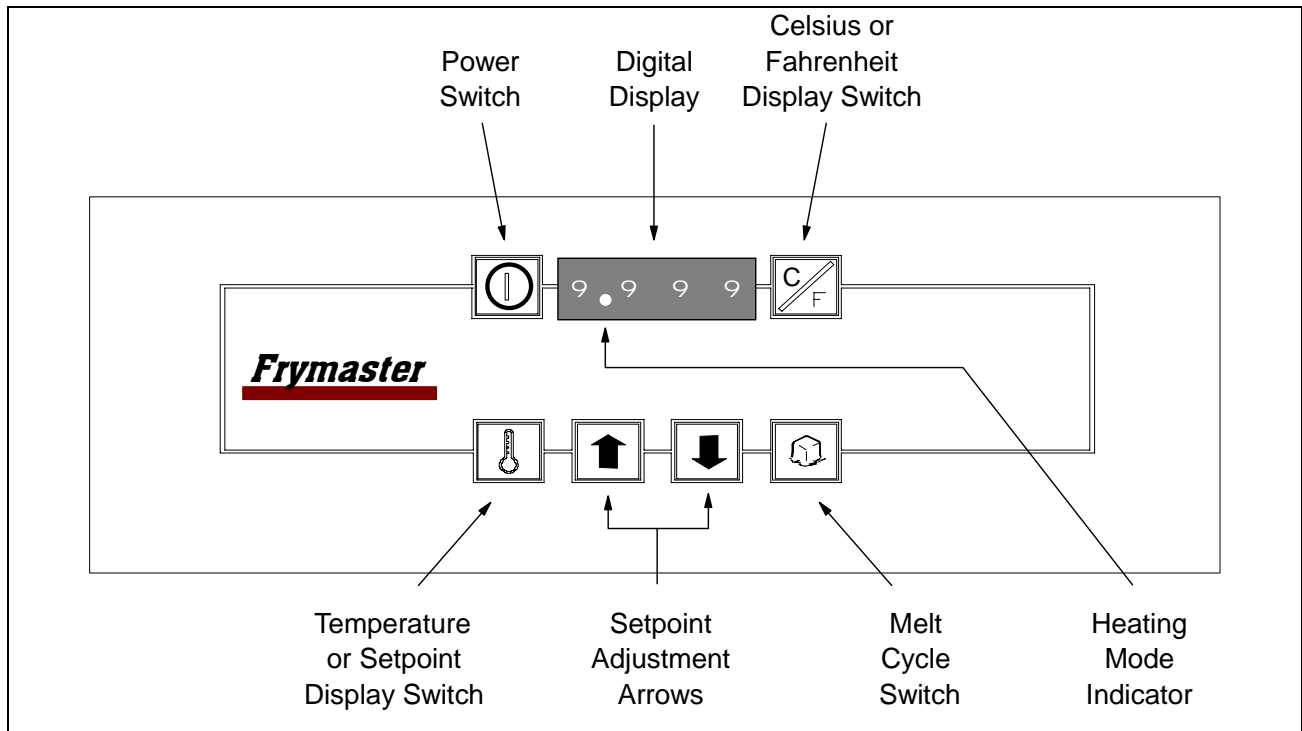 Power
Switch
Digital
Display
Celsius or
Fahrenheit
Display Switch
9.9 9 9
C
F
Frymaster
Temperature
or Setpoint
Display Switch
Setpoint
Adjustment
Arrows
Melt
Cycle
Switch
Heating
Mode
Indicator